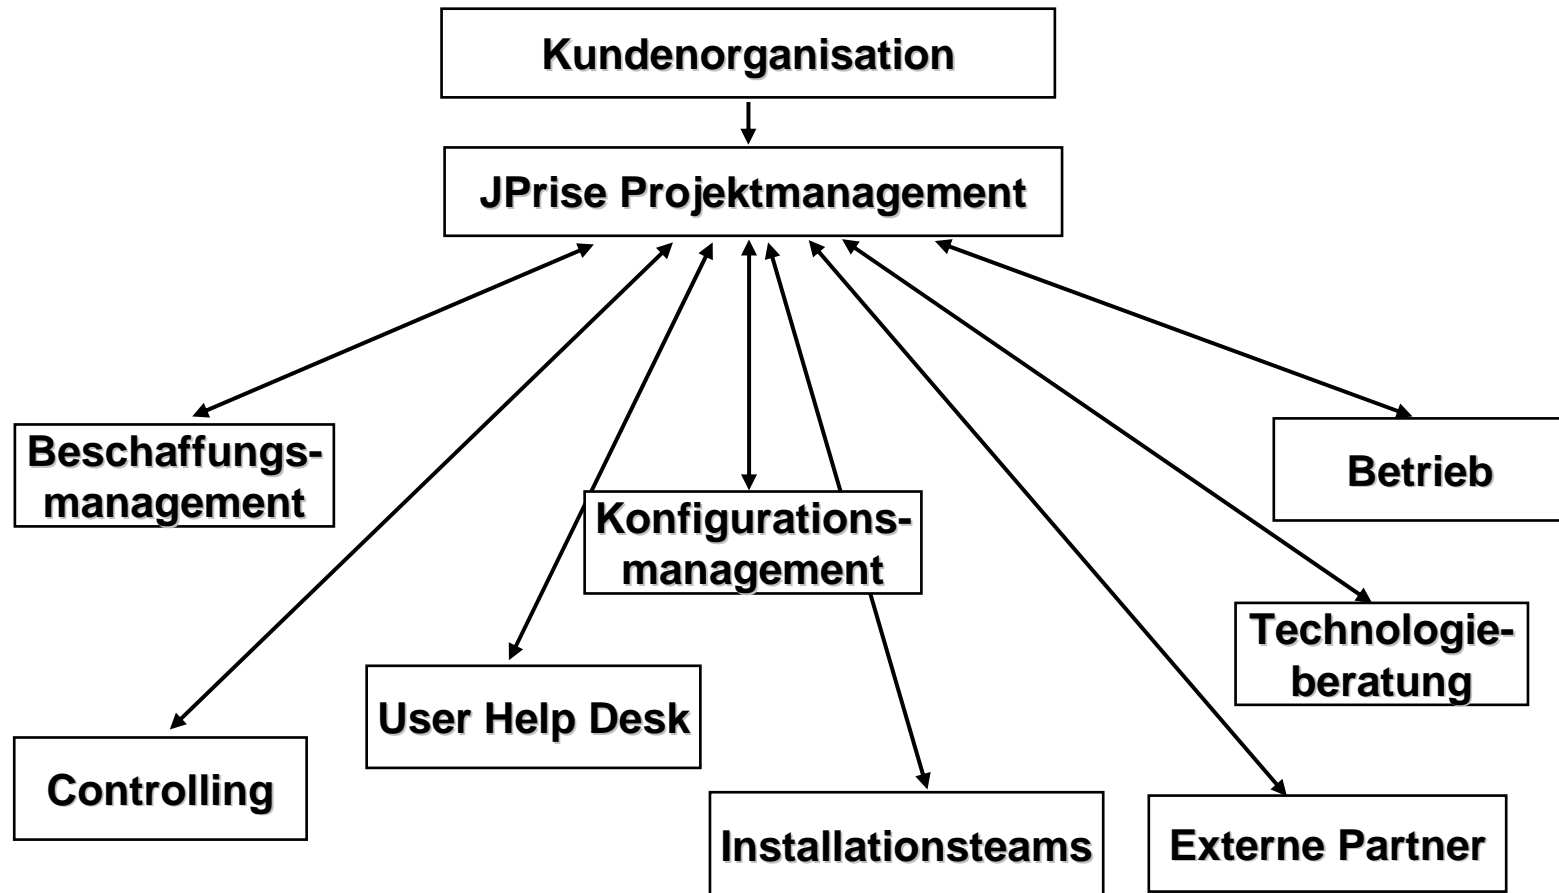 Kundenorganisation
JPrise Projektmanagement
Beschaffungs-
management
Betrieb
Konfigurations-
management
Technologie-
beratung
User Help Desk
Controlling
Installationsteams
Externe Partner